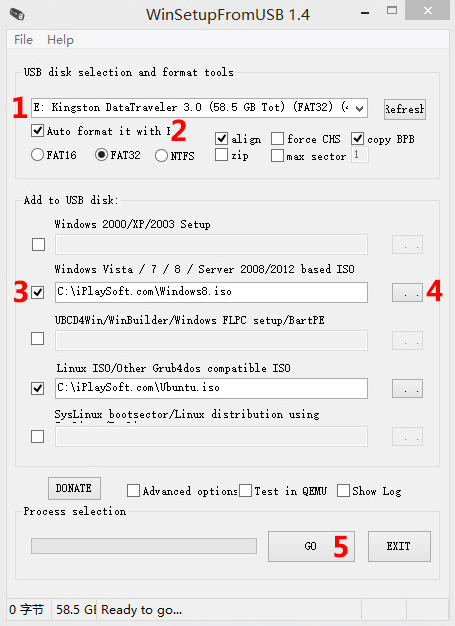 WinSetupFromUSB 1.4
File Help
USB disk selection and format tools
1 E: Kingston DataTraveler 3.0 (58.5 GB Tot) (FAT32) (4 Refresh
Auto format it with 2
align force CHS copy BPB
FAT16 FAT32 NTFS zip max sector 1
Add to USB disk:
Windows 2000/XP/2003 Setup
. .
Windows Vista / 7 / 8 / Server 2008/2012 based ISO
3 C:\iPlaySoft.com\Windows8.iso . . 4
UBCD4Win/WinBuilder/Windows FLPC setup/BartPE
. .
Linux ISO/Other Grub4dos compatible ISO
C:\iPlaySoft.com\Ubuntu.iso . .
SysLinux bootsector/Linux distribution using
. .
DONATE Advanced options Test in QEMU Show Log
Process selection
GO 5 EXIT
0 字节 58.5 GB Ready to go...